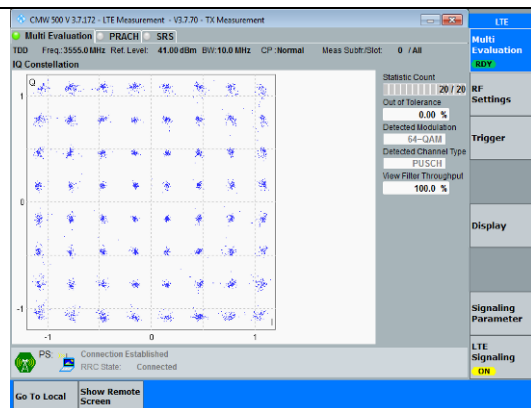 CMW 500 V 3.7.172 - LTE Measurement - V3.7.70 - TX Measurement
LTE
Multi Evaluation PRACH SRS
TDD Freq.:3555.0 MHz Ref. Level: 41.00 dBm BW:10.0 MHz CP :Normal Meas Subfr./Slot: 0 / All
IQ Constellation
Q
1
0
-1
-1 0 1
I
Statistic Count
20 / 20
Out of Tolerance
0.00 %
Detected Modulation
64-QAM
Detected Channel Type
PUSCH
View Filter Throughput
100.0 %
Multi
Evaluation
RDY
RF
Settings
Trigger
Display
Signaling
Parameter
LTE
Signaling
ON
PS: Connection Established
RRC State: Connected
Go To Local
Show Remote
Screen